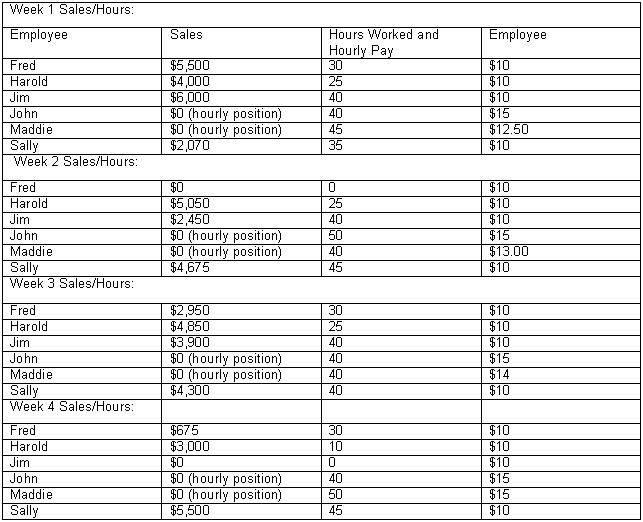 Week 1 Sales/Hours:
Employee Sales Hours Worked and Hourly Pay Employee
Fred $5,500 30 $10
Harold $4,000 25 $10
Jim $6,000 40 $10
John $0 (hourly position) 40 $15
Maddie $0 (hourly position) 45 $12.50
Sally $2,070 35 $10
Week 2 Sales/Hours:
Fred $0 0 $10
Harold $5,050 25 $10
Jim $2,450 40 $10
John $0 (hourly position) 50 $15
Maddie $0 (hourly position) 40 $13.00
Sally $4,675 45 $10
Week 3 Sales/Hours:
Fred $2,950 30 $10
Harold $4,850 25 $10
Jim $3,900 40 $10
John $0 (hourly position) 40 $15
Maddie $0 (hourly position) 40 $14
Sally $4,300 40 $10
Week 4 Sales/Hours:
Fred $675 30 $10
Harold $3,000 10 $10
Jim $0 0 $10
John $0 (hourly position) 40 $15
Maddie $0 (hourly position) 50 $15
Sally $5,500 45 $10